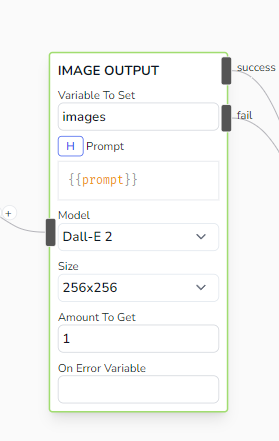 IMAGE OUTPUT
success
Variable To Set
images
fail
H Prompt
{{prompt}}
+
Model
Dall-E 2
Size
256x256
Amount To Get
1
On Error Variable